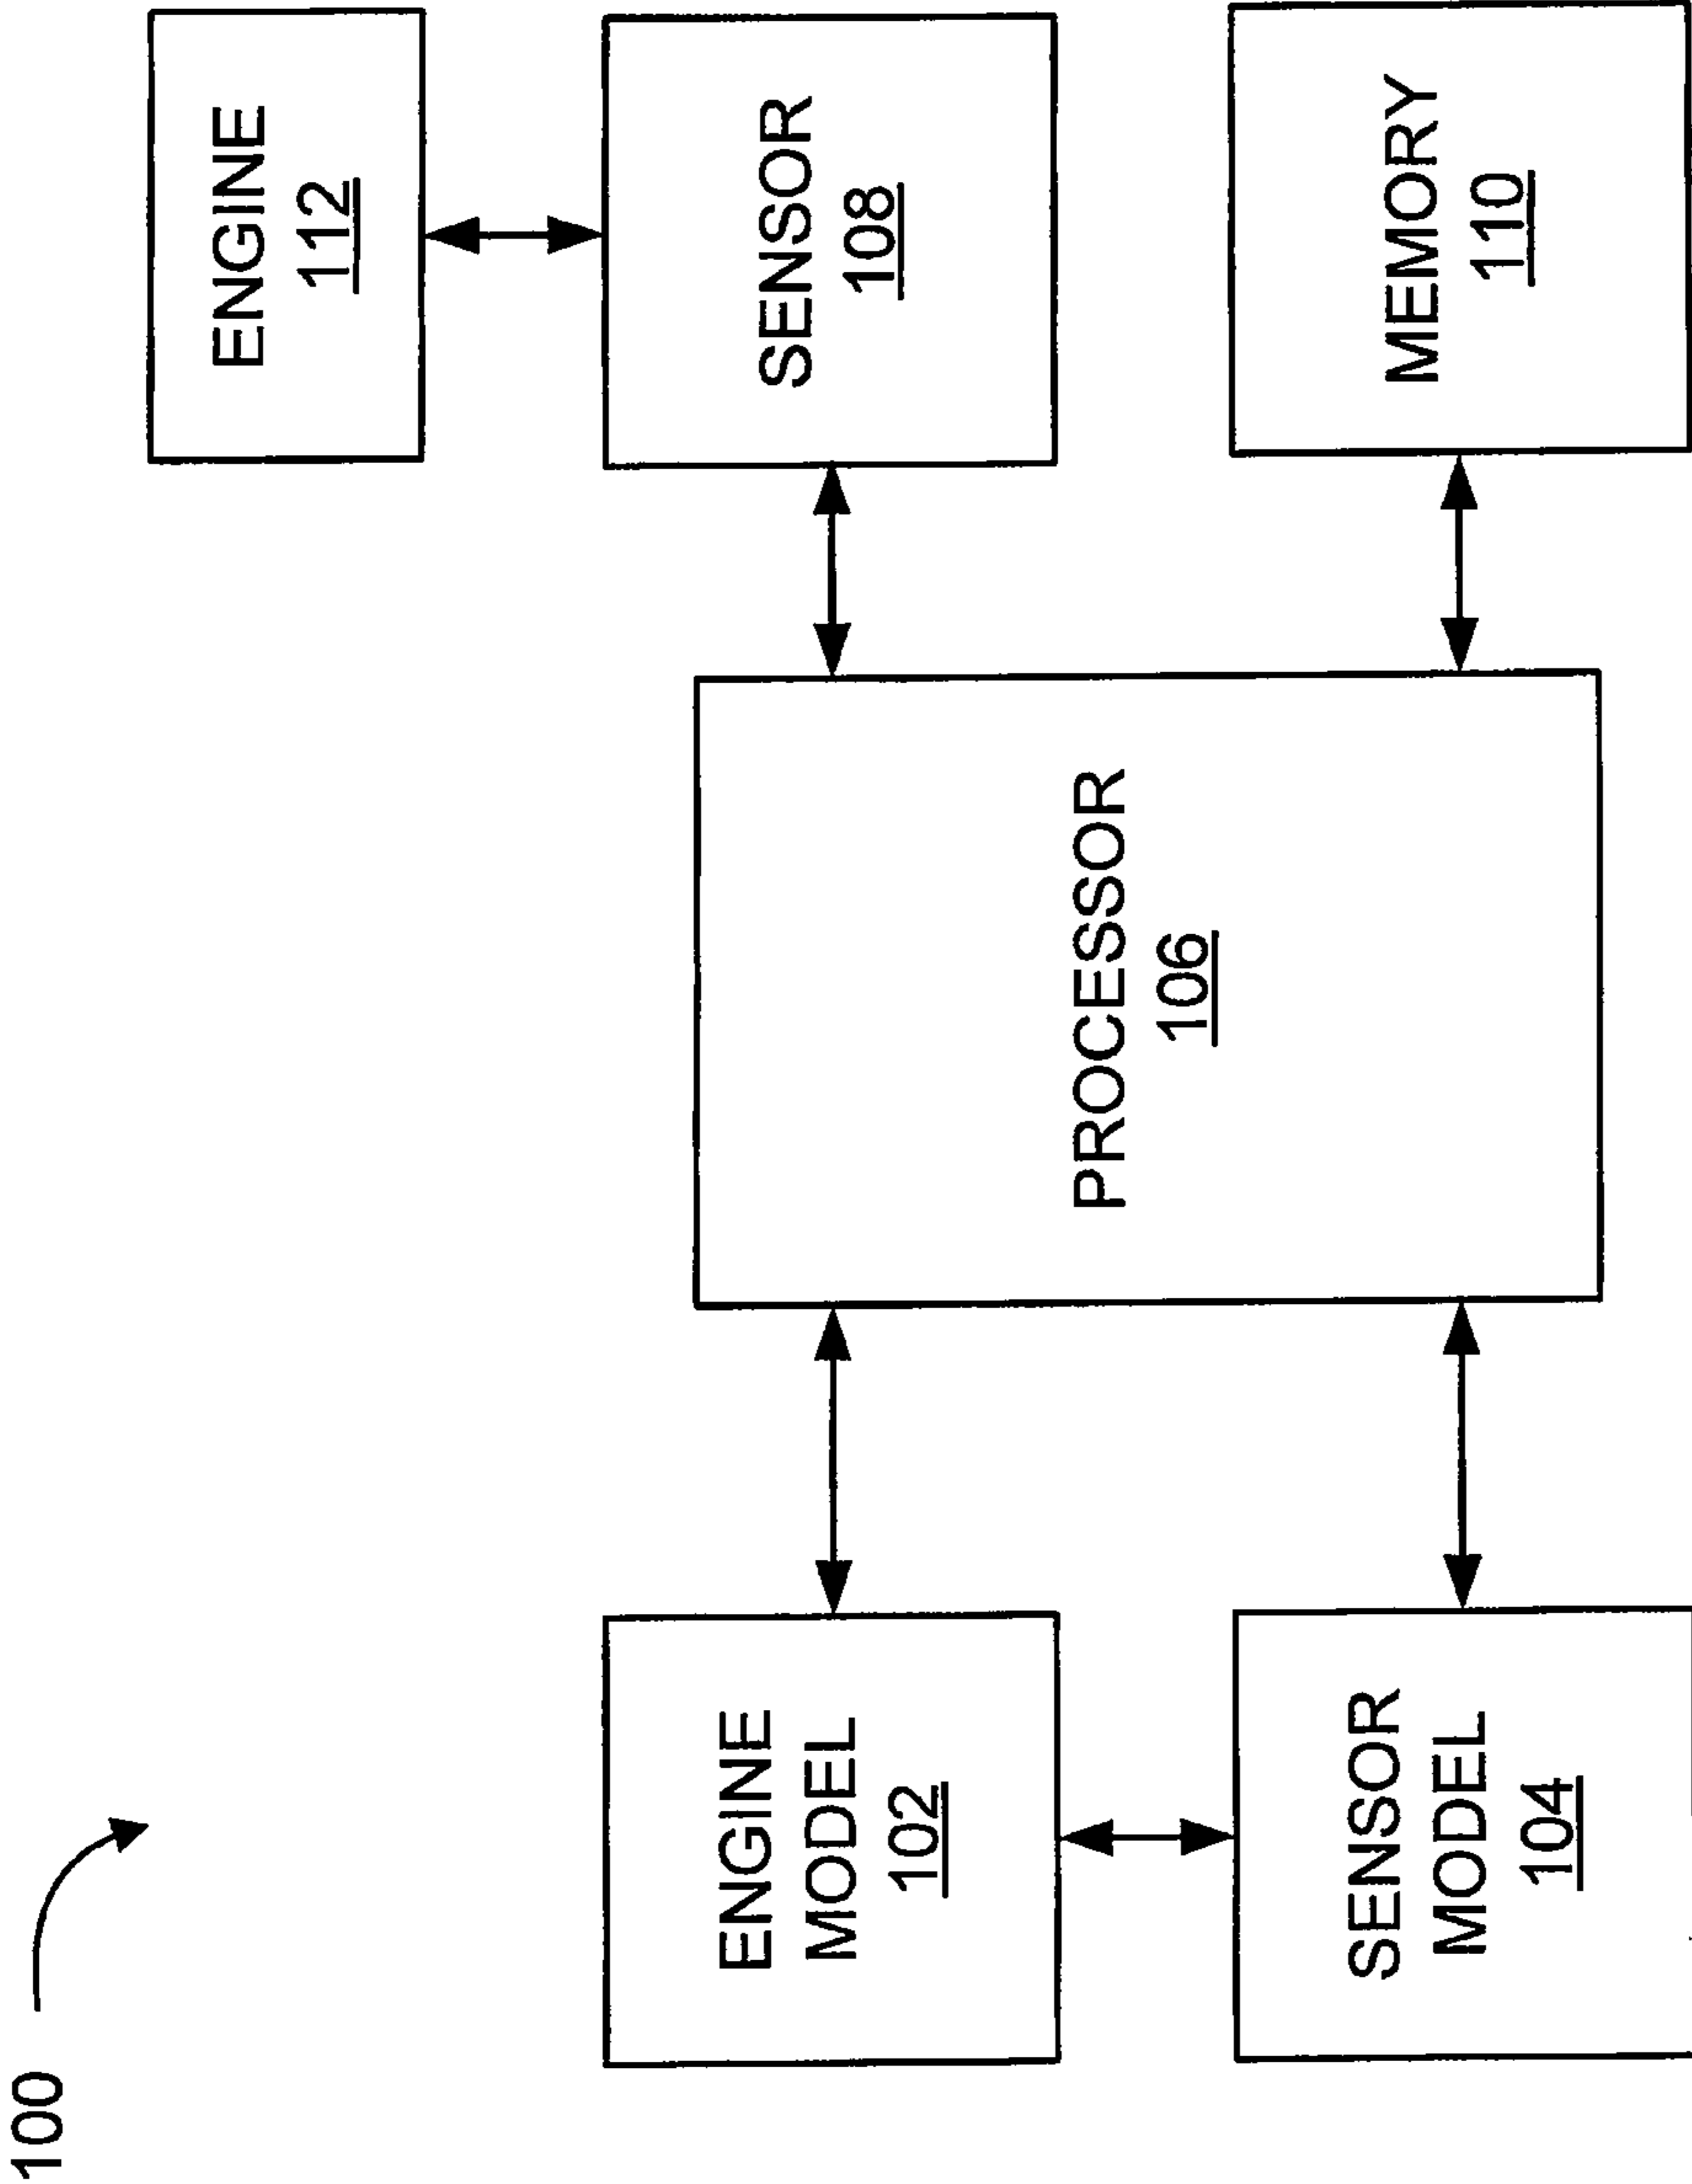 100
ENGINE
112
ENGINE
MODEL
102
SENSOR
108
PROCESSOR
106
SENSOR
MODEL
104
MEMORY
110